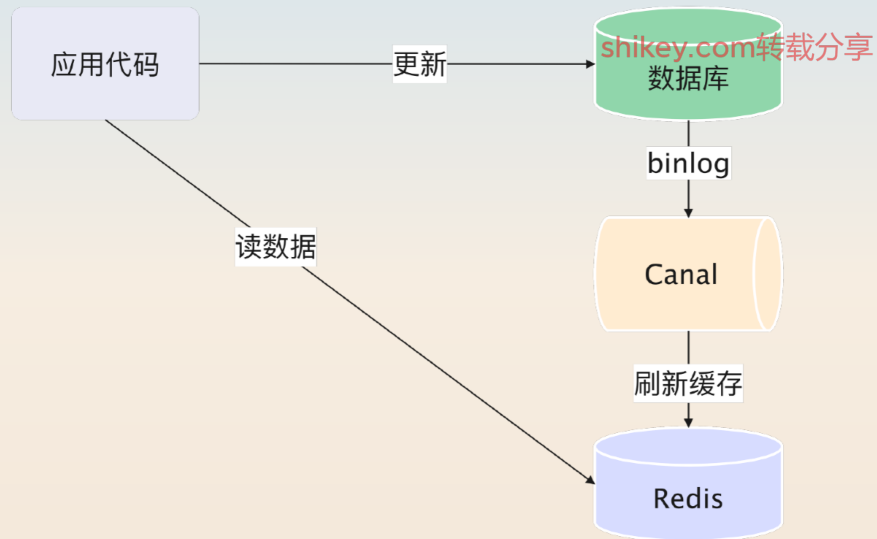 shikey.com转载分享
应用代码
更新
数据库
binlog
读数据
Canal
刷新缓存
Redis